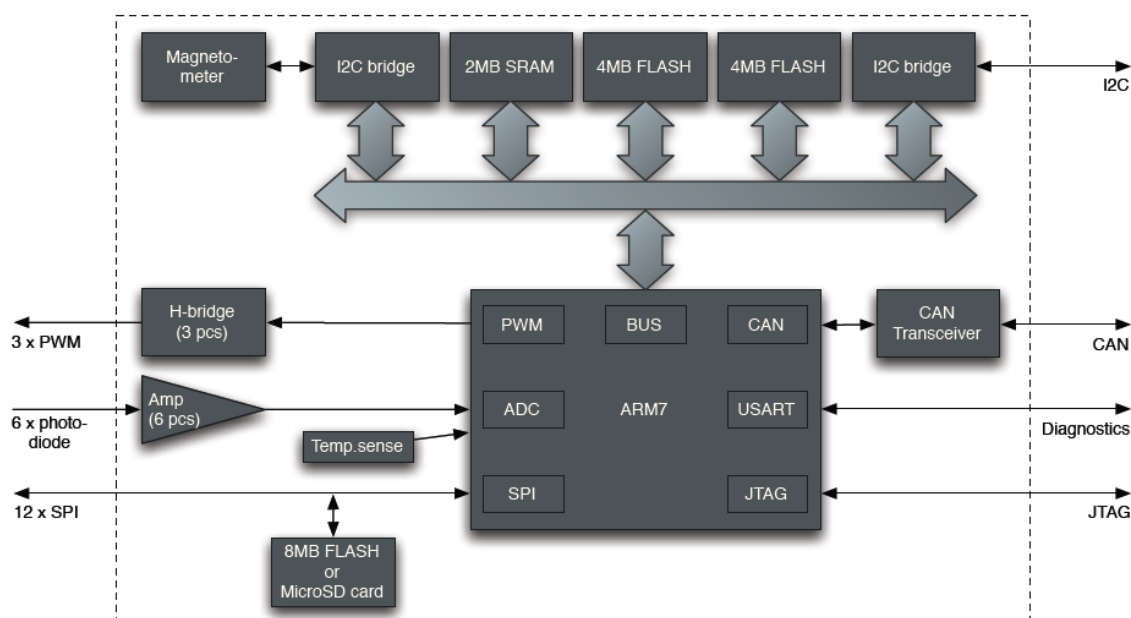 Magneto-
meter
I2C bridge
2MB SRAM
4MB FLASH
4MB FLASH
I2C bridge
I2C
H-bridge
(3 pcs)
3 x PWM
PWM
BUS
CAN
CAN
Transceiver
CAN
Amp
(6 pcs)
6 x photo-
diode
ADC
ARM7
USART
Diagnostics
Temp.sense
12 x SPI
SPI
JTAG
JTAG
8MB FLASH
or
MicroSD card